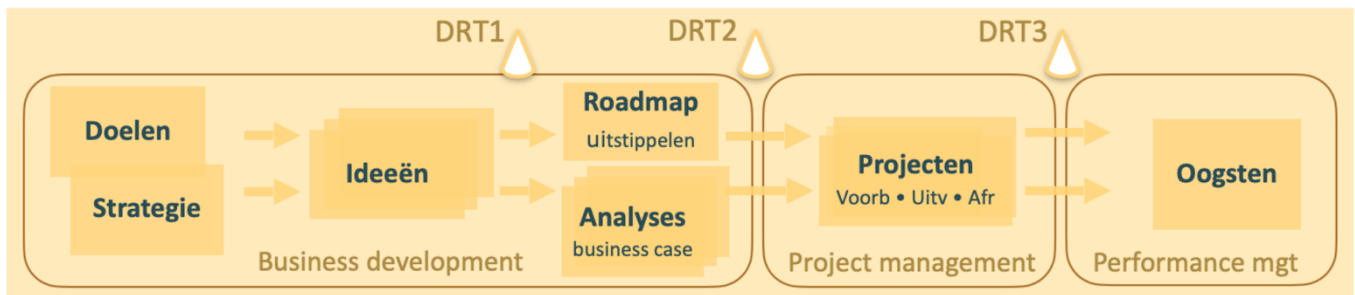 DRT1
DRT2
DRT3
Doelen
Strategie
Ideeën
Roadmap
uitstippelen
Analyses
business case
Business development
Projecten
Voorb • Uitv • Afr
Project management
Oogsten
Performance mgt